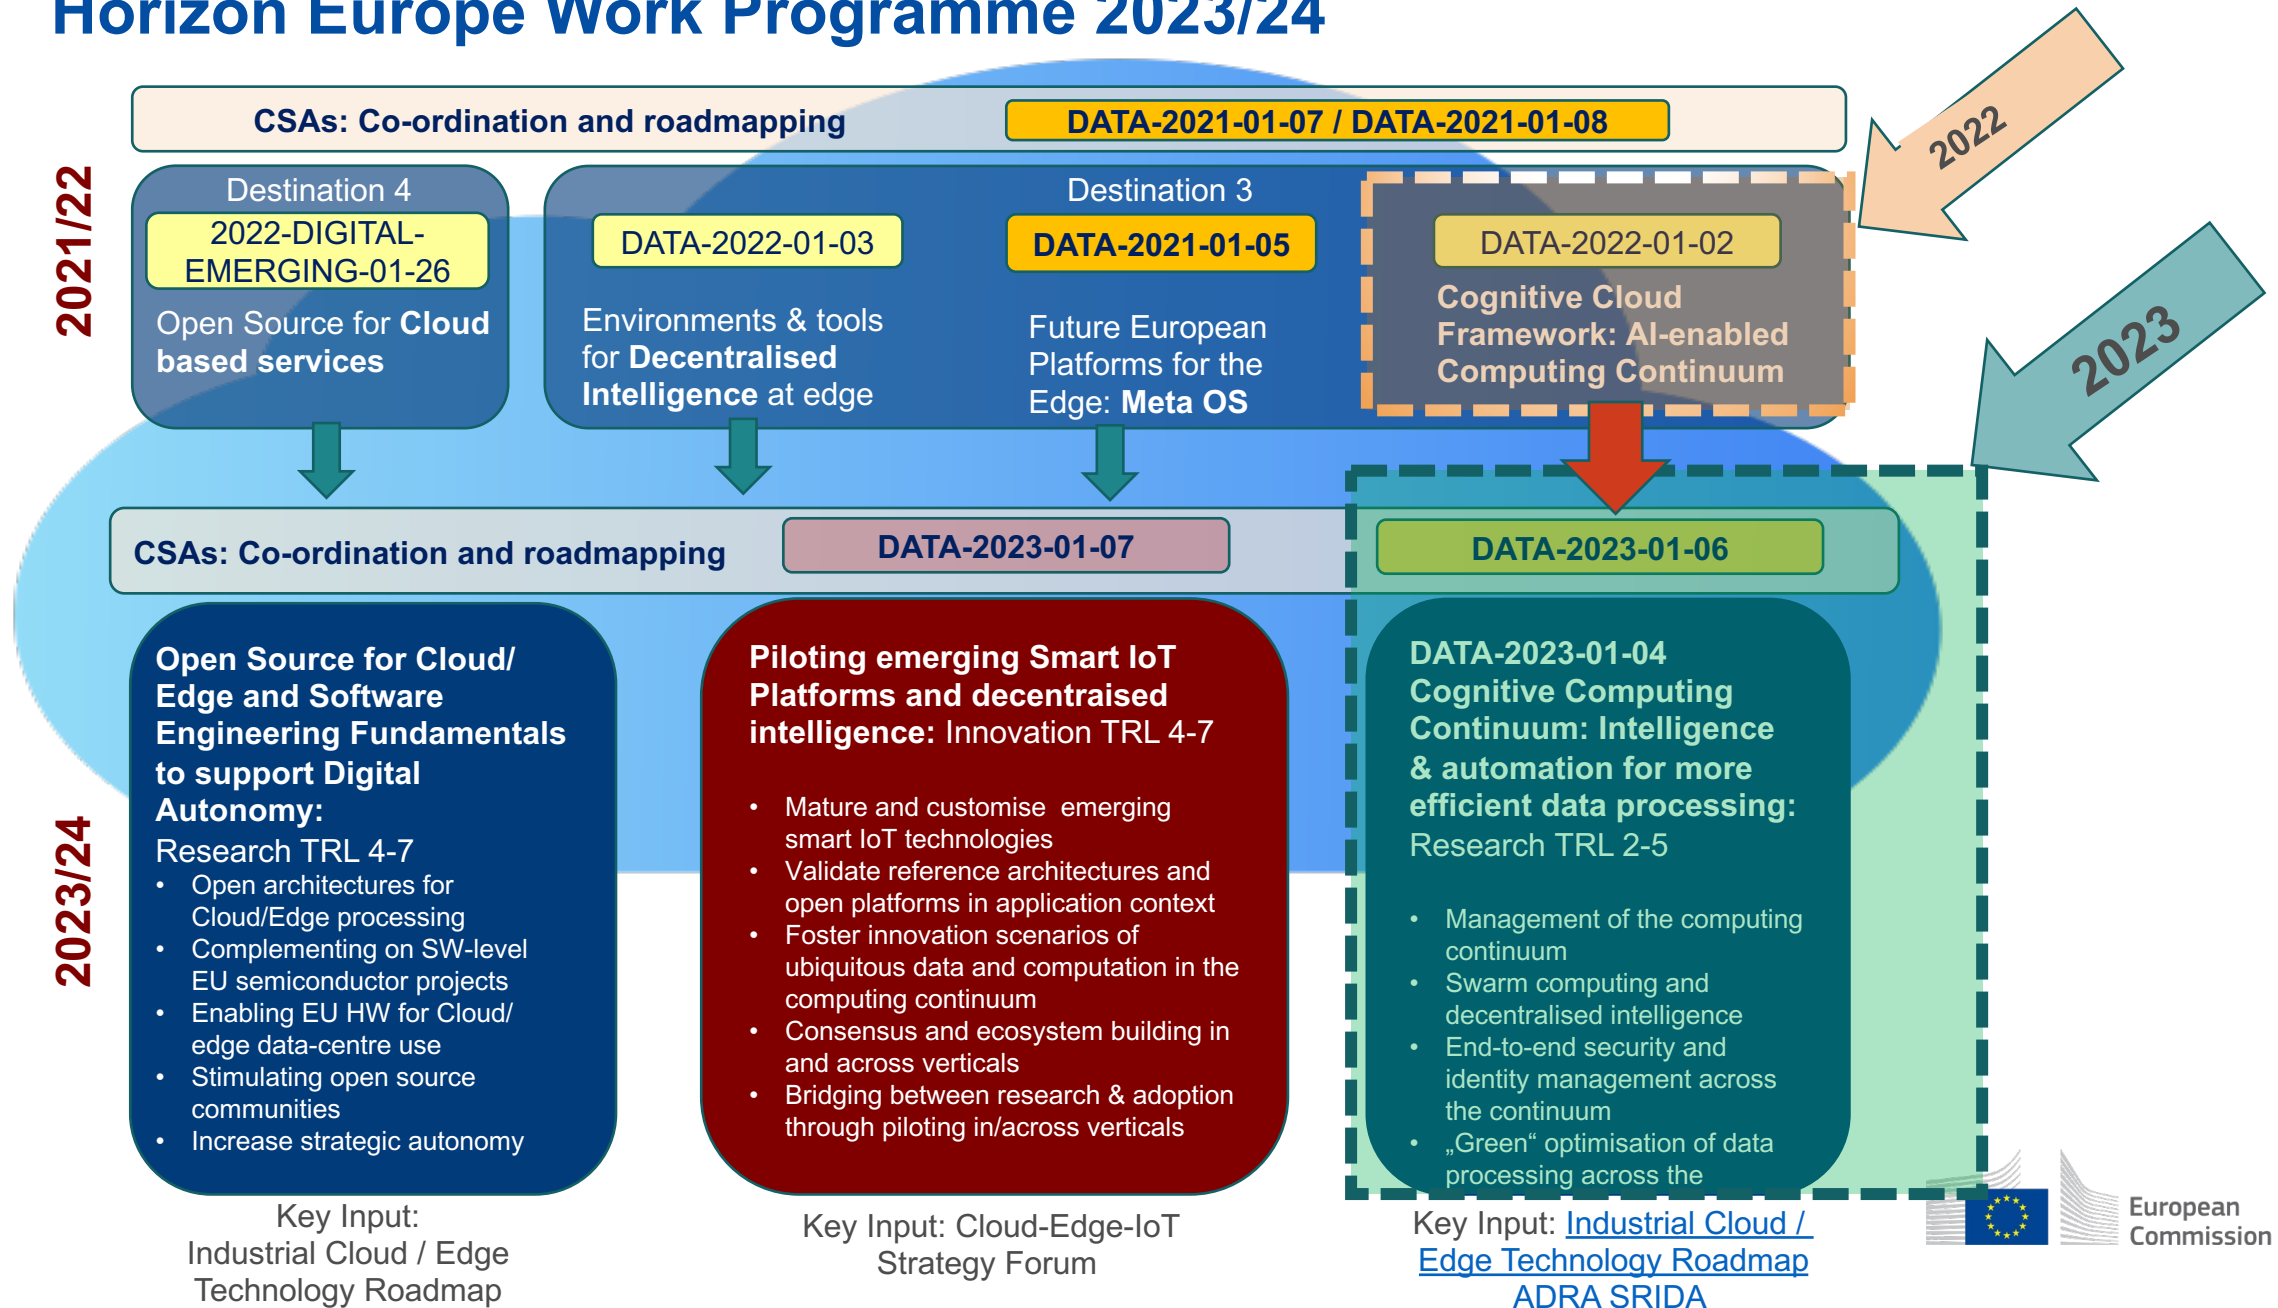 Horizon Europe Work Programme 2023/24
2022
2023
2021/22
CSAs: Co-ordination and roadmapping
DATA-2021-01-07 / DATA-2021-01-08
Destination 4
2022-DIGITAL-
EMERGING-01-26
Open Source for Cloud
based services
Destination 3
DATA-2022-01-03
Environments & tools
for Decentralised
Intelligence at edge
DATA-2021-01-05
Future European
Platforms for the
Edge: Meta OS
DATA-2022-01-02
Cognitive Cloud
Framework: AI-enabled
Computing Continuum
2023/24
CSAs: Co-ordination and roadmapping
DATA-2023-01-07
DATA-2023-01-06
Open Source for Cloud/
Edge and Software
Engineering Fundamentals
to support Digital
Autonomy:
Research TRL 4-7
• Open architectures for
Cloud/Edge processing
• Complementing on SW-level
EU semiconductor projects
• Enabling EU HW for Cloud/
edge data-centre use
• Stimulating open source
communities
• Increase strategic autonomy
Key Input:
Industrial Cloud / Edge
Technology Roadmap
Piloting emerging Smart IoT
Platforms and decentraised
intelligence: Innovation TRL 4-7
• Mature and customise emerging
smart IoT technologies
• Validate reference architectures and
open platforms in application context
• Foster innovation scenarios of
ubiquitous data and computation in the
computing continuum
• Consensus and ecosystem building in
and across verticals
• Bridging between research & adoption
through piloting in/across verticals
Key Input: Cloud-Edge-IoT
Strategy Forum
DATA-2023-01-04
Cognitive Computing
Continuum: Intelligence
& automation for more
efficient data processing:
Research TRL 2-5
• Management of the computing
continuum
• Swarm computing and
decentralised intelligence
• End-to-end security and
identity management across
the continuum
• „Green“ optimisation of data
processing across the
Key Input: Industrial Cloud /
Edge Technology Roadmap
ADRA SRIDA
European
Commission